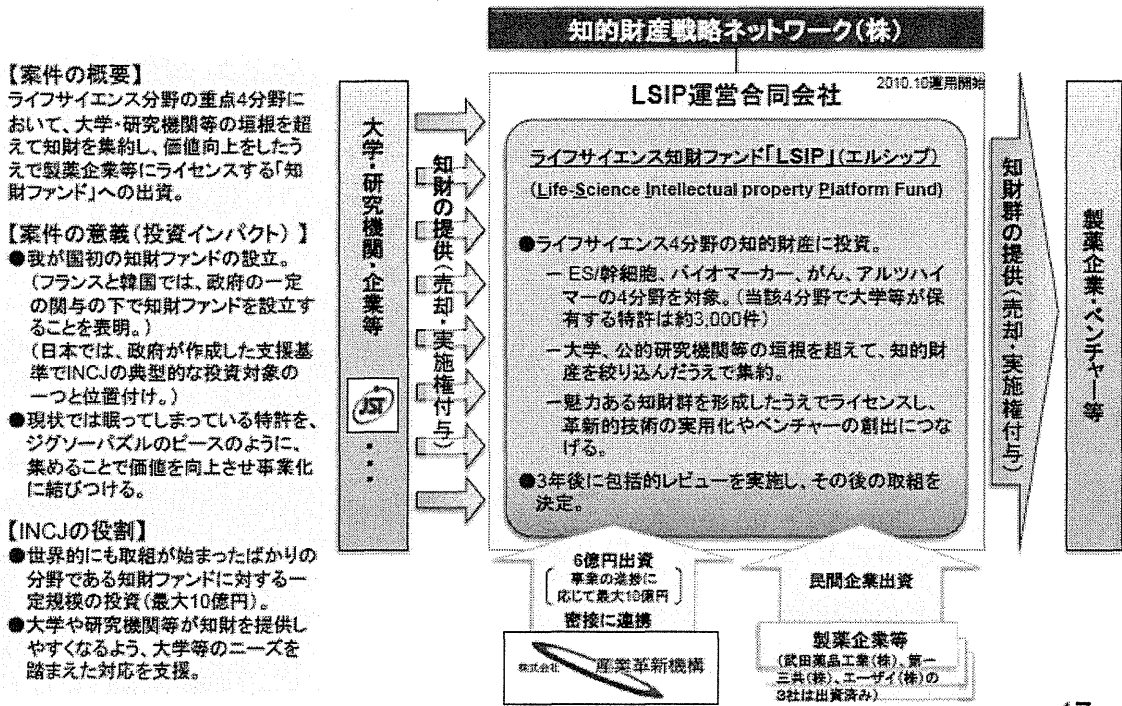 知的財産戦略ネットワーク(株)
【案件の概要】
ライフサイエンス分野の重点4分野に
おいて、大学・研究機関等の垣根を超
えて知財を集約し、価値向上をしたう
えで製薬企業等にライセンスする「知
財ファンド」への出資。
【案件の意義(投資インパクト)】
●我が国初の知財ファンドの設立。
(フランスと韓国では、政府の一定
の関与の下で知財ファンドを設立す
ることを表明。)
(日本では、政府が作成した支援基
準でINCJの典型的な投資対象の
一つと位置付け。)
●現状では眠ってしまっている特許を、
ジグソーパズルのピースのように、
集めることで価値を向上させ事業化
に結びつける。
【INCJの役割】
●世界的にも取組が始まったばかりの
分野である知財ファンドに対する一
定規模の投資(最大10億円)。
●大学や研究機関等が知財を提供し
やすくなるよう、大学等のニーズを
踏まえた対応を支援。
大学・研究機関・企業等
JST
・・・
知財の提供(売却・実施権付与)
LSIP運営合同会社
2010.10運用開始
ライフサイエンス知財ファンド「LSIP」(エルシップ)
(Life-Science Intellectual property Platform Fund)
●ライフサイエンス4分野の知的財産に投資。
― ES/幹細胞、バイオマーカー、がん、アルツハイ
マーの4分野を対象。(当該4分野で大学等が保
有する特許は約3,000件)
―大学、公的研究機関等の垣根を超えて、知的財
産を絞り込んだうえで集約。
―魅力ある知財群を形成したうえでライセンスし、
革新的技術の実用化やベンチャーの創出につな
げる。
●3年後に包括的レビューを実施し、その後の取組を
決定。
知財群の提供(売却・実施権付与)
製薬企業・ベンチャー等
6億円出資
事業の進捗に
応じて最大10億円
密接に連携
株式会社 産業革新機構
民間企業出資
製薬企業等
(武田薬品工業(株)、第一
三共(株)、エーザイ(株)の
3社は出資済み)